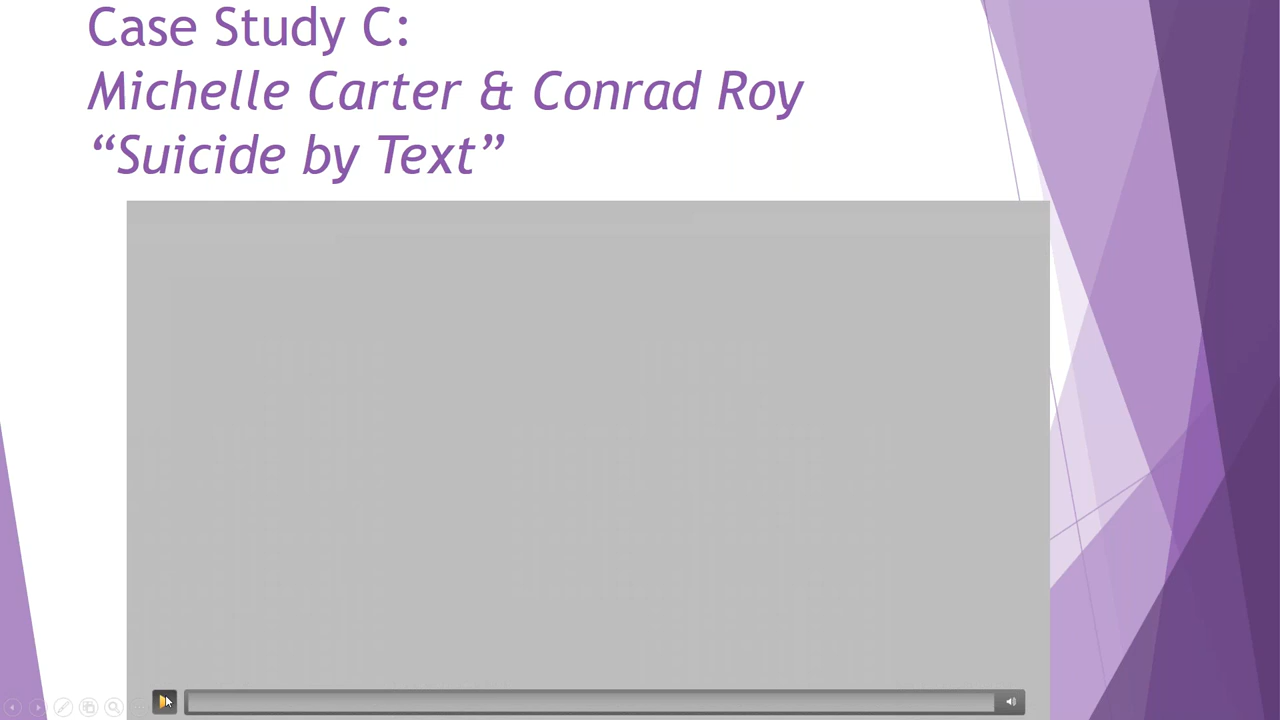 Case Study C:
Michelle Carter & Conrad Roy
“Suicide by Text”